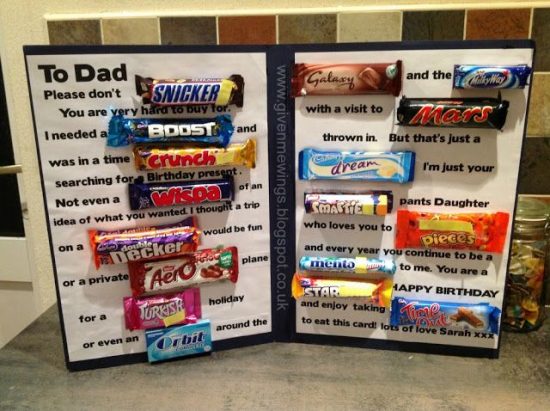 To Dad
Please don't SNICKER
You are very hard to buy for.
I needed a BOOST and
was in a time Crunch
searching for a Birthday present.
Not even a Wispa of an
idea of what you wanted. I thought a trip
on a Double Decker would be fun
or a private Aero plane
for a TURKISH holiday
or even an Orbit around the
Galaxy and the MilkyWay
with a visit to Mars
thrown in. But that's just a
dream I'm just your
SMARTIE pants Daughter
who loves you to pieces
and every year you continue to be a
mento to me. You are a
STAR HAPPY BIRTHDAY
and enjoy taking Time Out
to eat this card! lots of love Sarah xxx
www.givenmewings.blogspot.co.uk